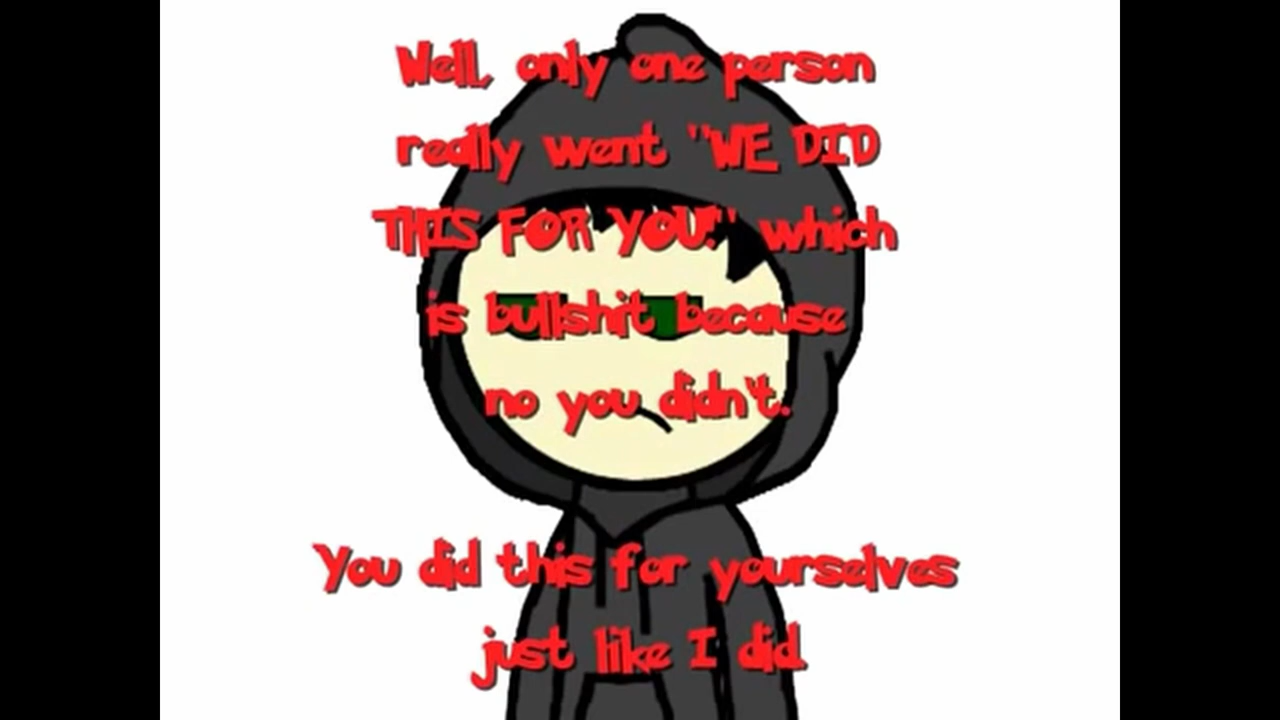 Well, only one person
really went "WE DID
THIS FOR YOU!" which
is bullshit because
no you didn't.
You did this for yourselves
just like I did.